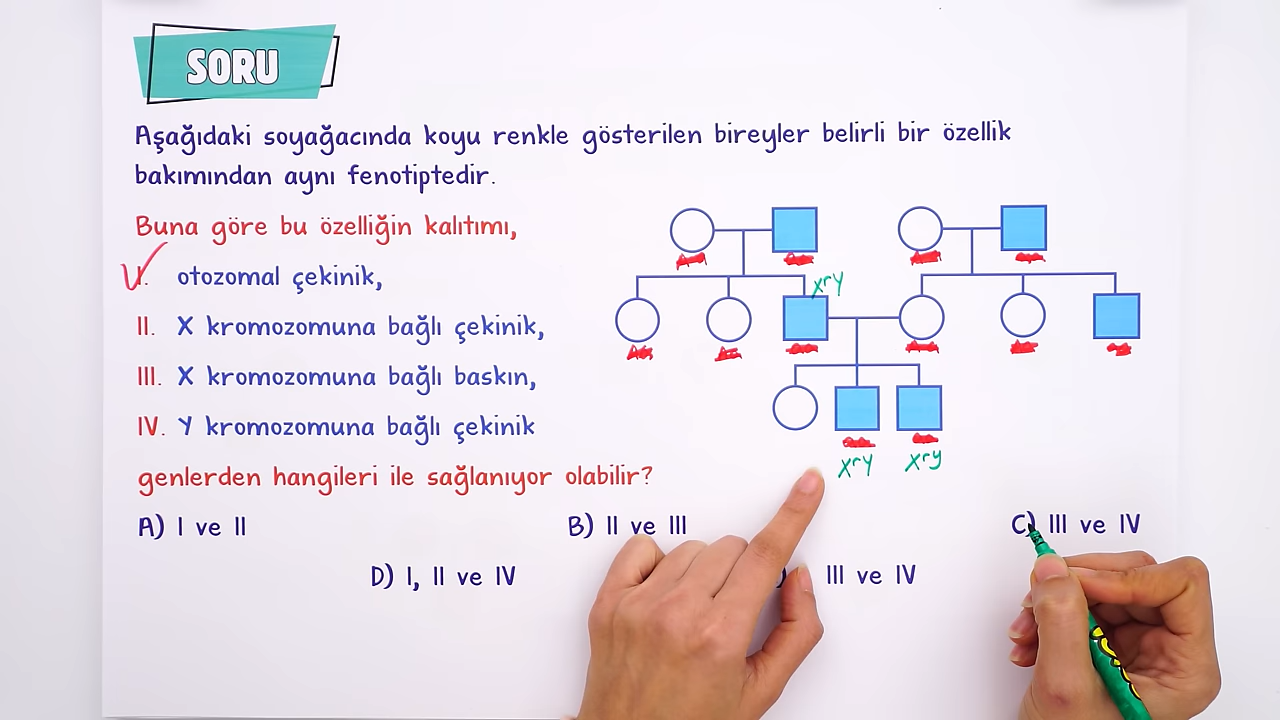 SORU
Aşağıdaki soyağacında koyu renkle gösterilen bireyler belirli bir özellik
bakımından aynı fenotiptedir.
Buna göre bu özelliğin kalıtımı,
I. otozomal çekinik,
II. X kromozomuna bağlı çekinik,
III. X kromozomuna bağlı baskın,
IV. Y kromozomuna bağlı çekinik
genlerden hangileri ile sağlanıyor olabilir?
XʳY
XʳY XʳY
A) I ve II B) II ve III C) III ve IV
D) I, II ve IV III ve IV